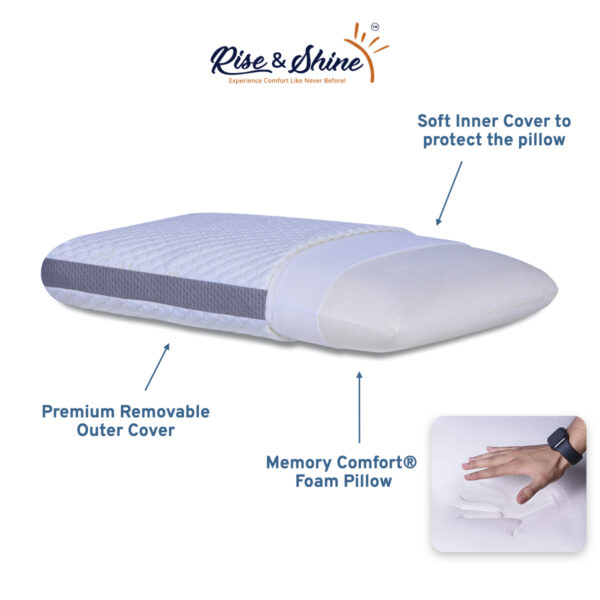 Rise & Shine
TM
Experience Comfort Like Never Before!
Soft Inner Cover to
protect the pillow
Premium Removable
Outer Cover
Memory Comfort®
Foam Pillow